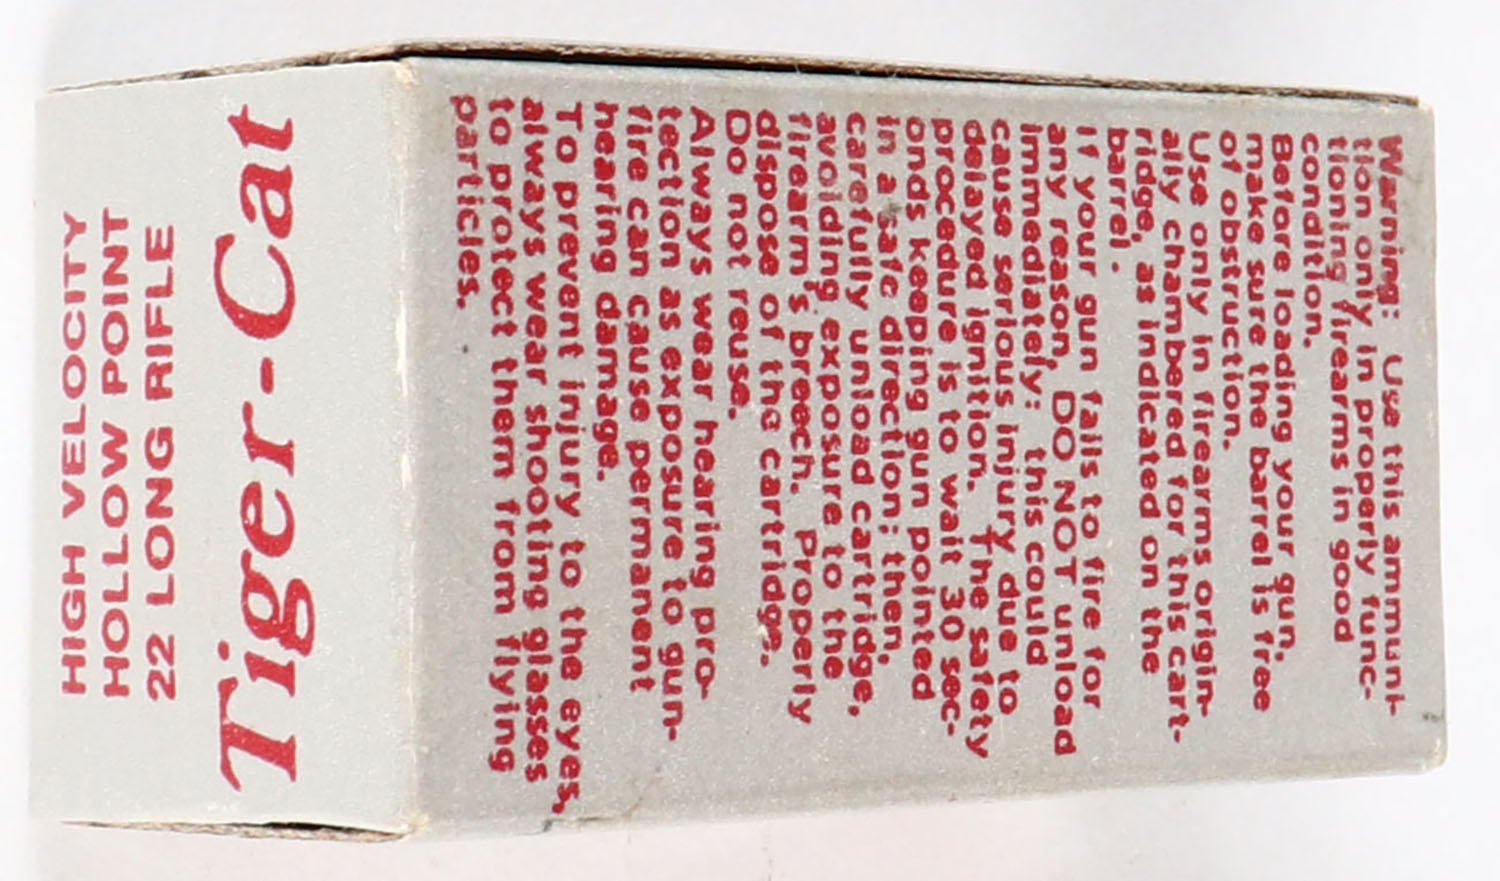 HIGH VELOCITY
HOLLOW POINT
22 LONG RIFLE
Tiger-Cat
Warning: Use this ammuni-
tion only in properly func-
tioning firearms in good
condition.
Before loading your gun,
make sure the barrel is free
of obstruction.
Use only in firearms origin-
ally chambered for this cart-
ridge, as indicated on the
barrel.
If your gun fails to fire for
any reason, DO NOT unload
immediately: this could
cause serious injury due to
delayed ignition. The safety
procedure is to wait 30 sec-
onds keeping gun pointed
in a safe direction; then,
carefully unload cartridge,
avoiding exposure to the
firearm's breech. Properly
dispose of the cartridge.
Do not reuse.
Always wear hearing pro-
tection as exposure to gun-
fire can cause permanent
hearing damage.
To prevent injury to the eyes,
always wear shooting glasses
to protect them from flying
particles.